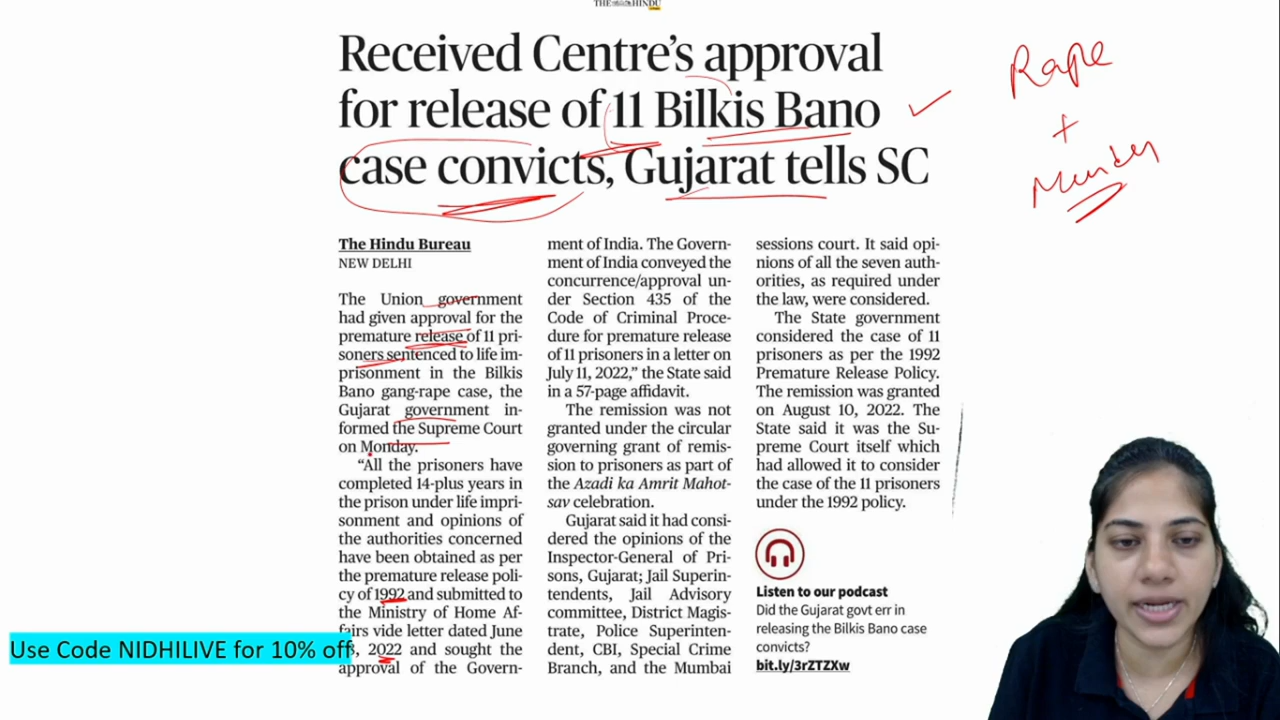 THE HINDU
Received Centre's approval
for release of 11 Bilkis Bano
case convicts, Gujarat tells SC
Rape
+
Murder
The Hindu Bureau
NEW DELHI
The Union government
had given approval for the
premature release of 11 pri-
soners sentenced to life im-
prisonment in the Bilkis
Bano gang-rape case, the
Gujarat government in-
formed the Supreme Court
on Monday.
“All the prisoners have
completed 14-plus years in
the prison under life impri-
sonment and opinions of
the authorities concerned
have been obtained as per
the premature release poli-
cy of 1992 and submitted to
the Ministry of Home Af-
fairs vide letter dated June
2022 and sought the
approval of the Govern-
ment of India. The Govern-
ment of India conveyed the
concurrence/approval un-
der Section 435 of the
Code of Criminal Proce-
dure for premature release
of 11 prisoners in a letter on
July 11, 2022,” the State said
in a 57-page affidavit.
The remission was not
granted under the circular
governing grant of remis-
sion to prisoners as part of
the Azadi ka Amrit Mahot-
sav celebration.
Gujarat said it had consi-
dered the opinions of the
Inspector-General of Pri-
sons, Gujarat; Jail Superin-
tendents, Jail Advisory
committee, District Magis-
trate, Police Superinten-
dent, CBI, Special Crime
Branch, and the Mumbai
sessions court. It said opi-
nions of all the seven auth-
orities, as required under
the law, were considered.
The State government
considered the case of 11
prisoners as per the 1992
Premature Release Policy.
The remission was granted
on August 10, 2022. The
State said it was the Su-
preme Court itself which
had allowed it to consider
the case of the 11 prisoners
under the 1992 policy.
Listen to our podcast
Did the Gujarat govt err in
releasing the Bilkis Bano case
convicts?
bit.ly/3rZTZXw
Use Code NIDHILIVE for 10% off